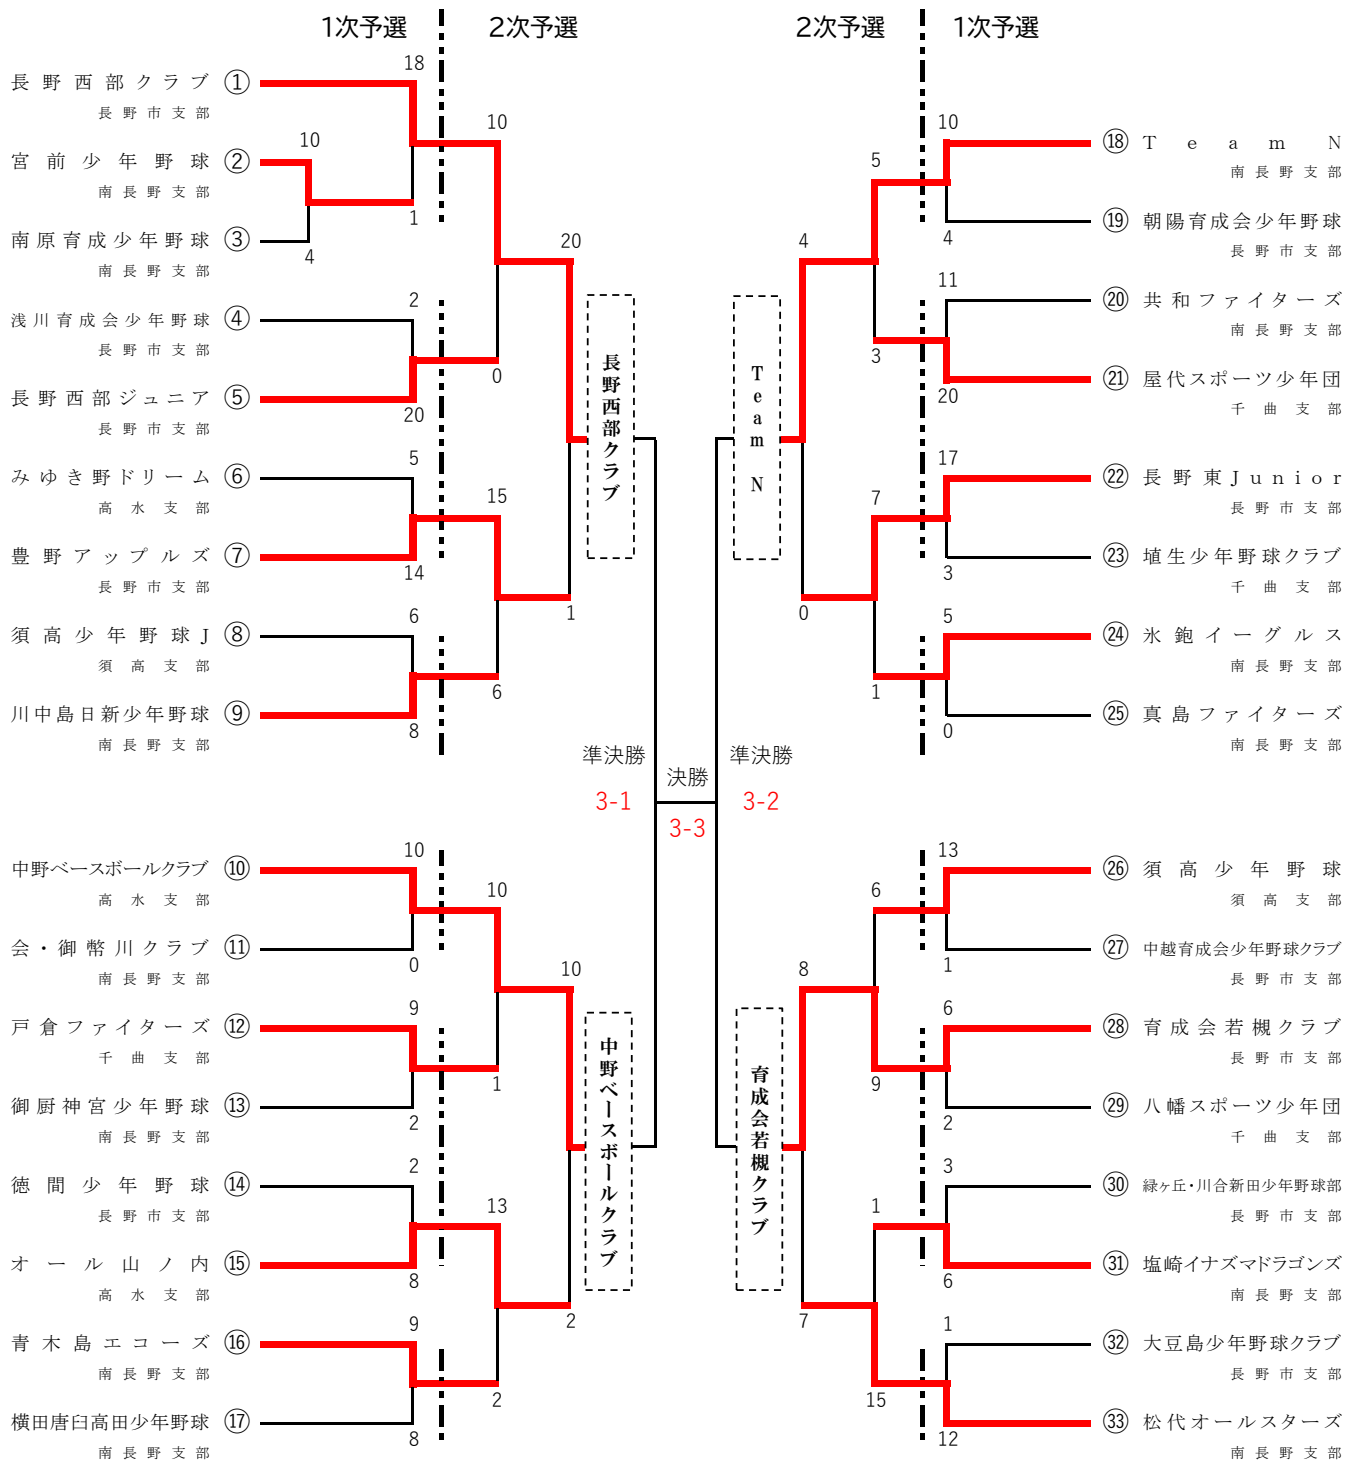 1次予選
2次予選
2次予選
1次予選
長野西部クラブ ①
長野市支部
宮前少年野球 ②
南長野支部
南原育成少年野球 ③
南長野支部
浅川育成会少年野球 ④
長野市支部
長野西部ジュニア ⑤
長野市支部
みゆき野ドリーム ⑥
高水支部
豊野アップルズ ⑦
長野市支部
須高少年野球J ⑧
須高支部
川中島日新少年野球 ⑨
南長野支部
中野ベースボールクラブ ⑩
高水支部
会・御幣川クラブ ⑪
南長野支部
戸倉ファイターズ ⑫
千曲支部
御厨神宮少年野球 ⑬
南長野支部
徳間少年野球 ⑭
長野市支部
オール山ノ内 ⑮
高水支部
青木島エコーズ ⑯
南長野支部
横田唐臼高田少年野球 ⑰
南長野支部
18
10
1
4
2
20
5
14
6
8
10
0
9
2
2
8
9
8
10
0
15
6
10
1
13
2
20
1
10
2
長野西部クラブ
中野ベースボールクラブ
準決勝
3-1
決勝
3-3
準決勝
3-2
Team N
育成会若槻クラブ
4
0
8
7
5
3
7
1
6
9
1
15
10
4
11
20
17
3
5
0
13
1
6
2
3
6
1
12
⑱ Team N
南長野支部
⑲ 朝陽育成会少年野球
長野市支部
⑳ 共和ファイターズ
南長野支部
㉑ 屋代スポーツ少年団
千曲支部
㉒ 長野東Junior
長野市支部
㉓ 埴生少年野球クラブ
千曲支部
㉔ 氷鉋イーグルス
南長野支部
㉕ 真島ファイターズ
南長野支部
㉖ 須高少年野球
須高支部
㉗ 中越育成会少年野球クラブ
長野市支部
㉘ 育成会若槻クラブ
長野市支部
㉙ 八幡スポーツ少年団
千曲支部
㉚ 緑ヶ丘・川合新田少年野球部
長野市支部
㉛ 塩崎イナズマドラゴンズ
南長野支部
㉜ 大豆島少年野球クラブ
長野市支部
㉝ 松代オールスターズ
南長野支部